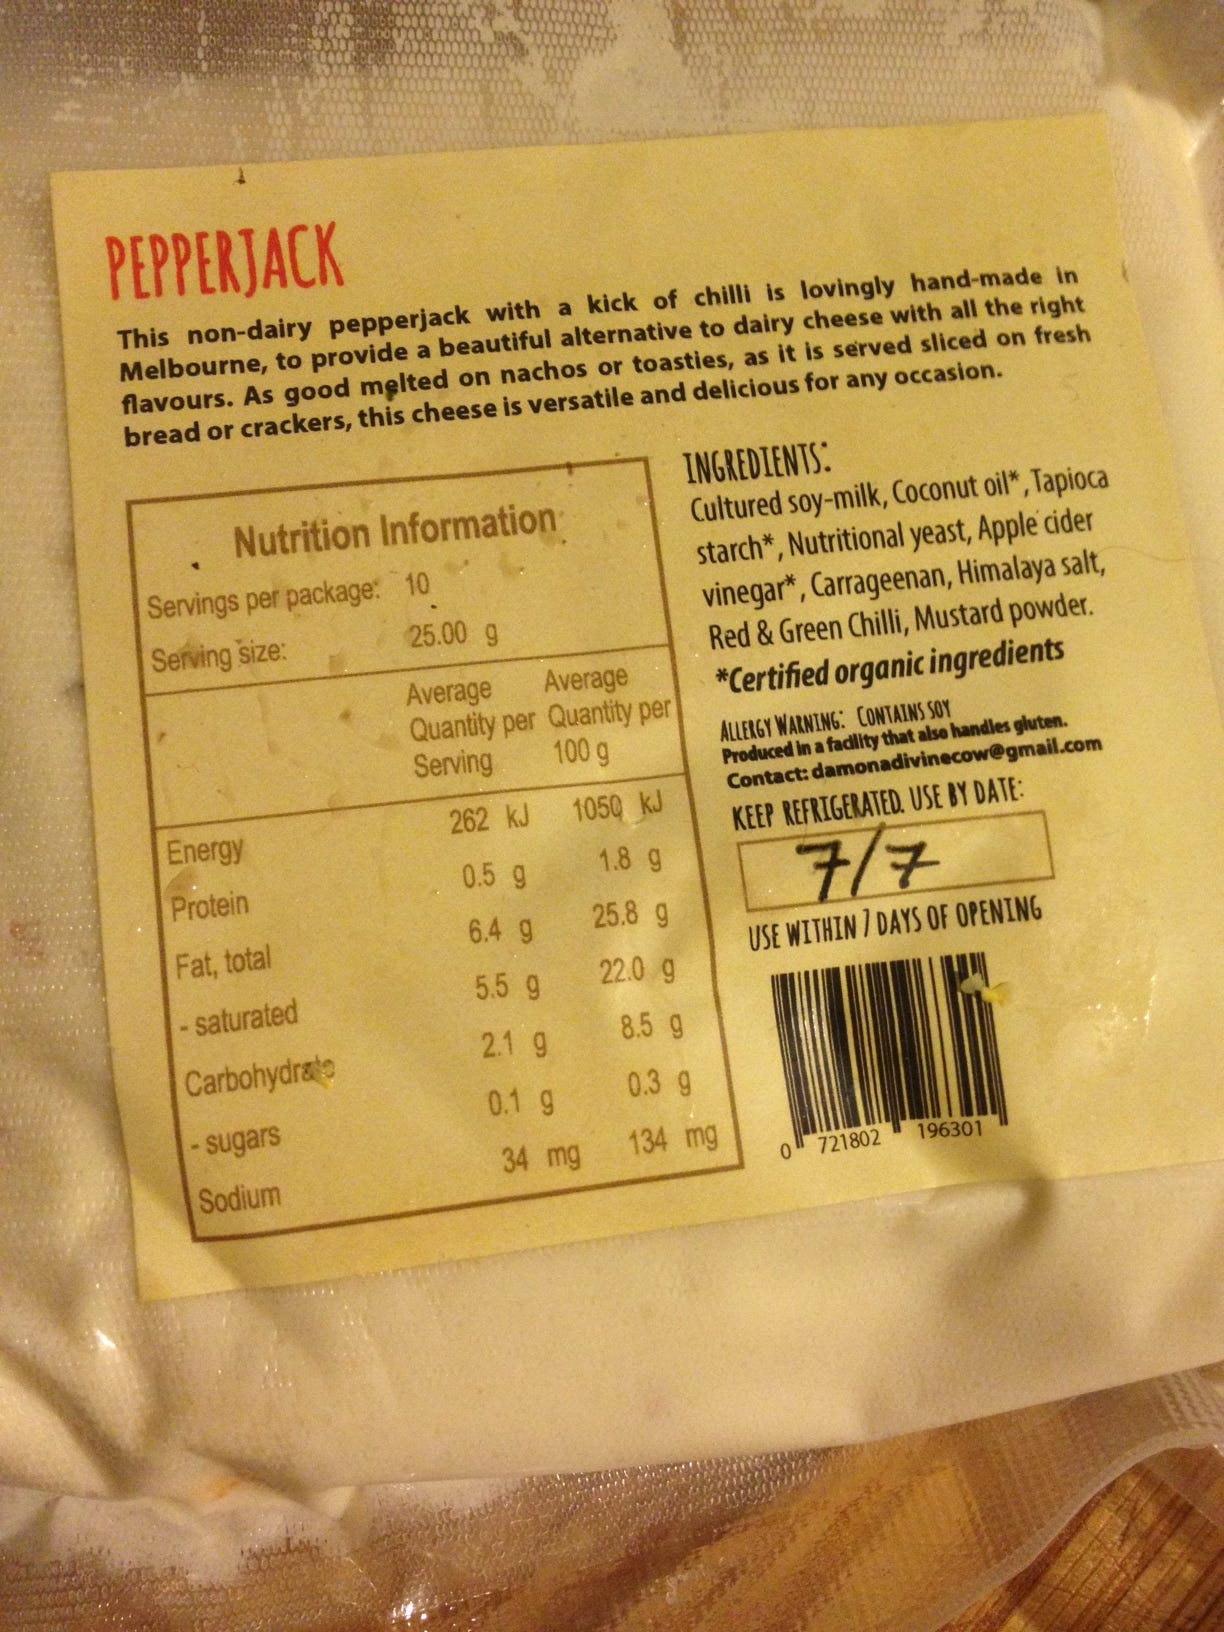 PEPPERJACK
This non-dairy pepperjack with a kick of chilli is lovingly hand-made in
Melbourne, to provide a beautiful alternative to dairy cheese with all the right
flavours. As good melted on nachos or toasties, as it is served sliced on fresh
bread or crackers, this cheese is versatile and delicious for any occasion.
Nutrition Information
Servings per package: 10
Serving size: 25.00 g
Average Average
Quantity per Quantity per
Serving 100 g
Energy 262 kJ 1050 kJ
Protein 0.5 g 1.8 g
Fat, total 6.4 g 25.8 g
- saturated 5.5 g 22.0 g
Carbohydrate 2.1 g 8.5 g
- sugars 0.1 g 0.3 g
Sodium 34 mg 134 mg
INGREDIENTS:
Cultured soy-milk, Coconut oil*, Tapioca
starch*, Nutritional yeast, Apple cider
vinegar*, Carrageenan, Himalaya salt,
Red & Green Chilli, Mustard powder.
*Certified organic ingredients
ALLERGY WARNING: CONTAINS SOY
Produced in a facility that also handles gluten.
Contact: damonadivinecow@gmail.com
KEEP REFRIGERATED. USE BY DATE:
7/7
USE WITHIN 7 DAYS OF OPENING
0 721802 196301